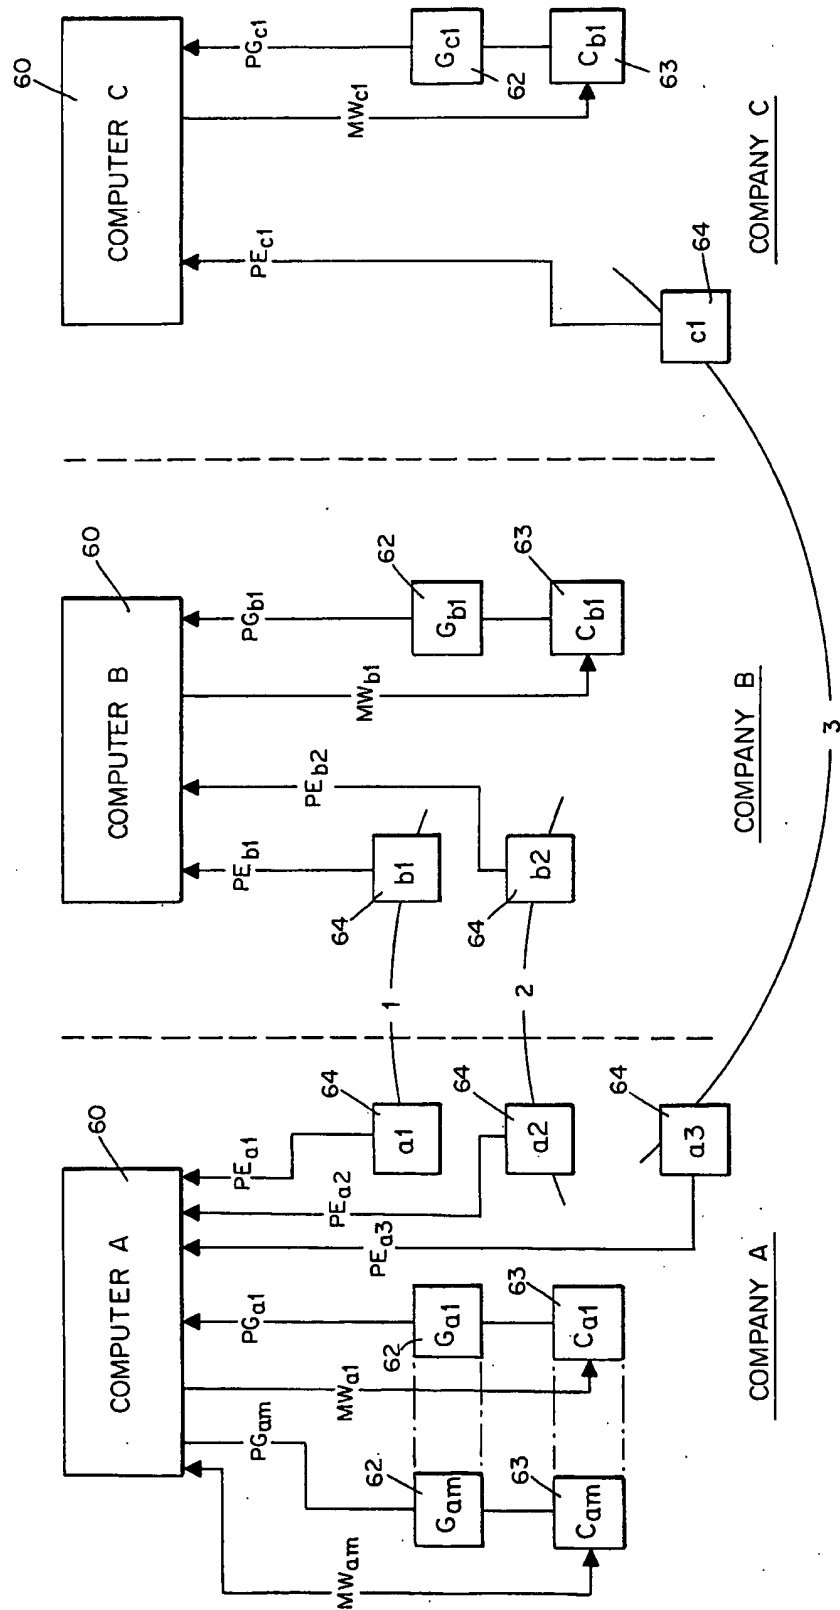 COMPUTER A
60
MWam
PGam
MWa1
PGa1
PEa3
PEa2
PEa1
62
Gam
62
Ga1
63
Cam
63
Ca1
64
a1
64
a2
64
a3
COMPANY A
1
2
3
COMPUTER B
60
PEb1
PEb2
MWb1
PGb1
64
b1
64
b2
62
Gb1
63
Cb1
COMPANY B
COMPUTER C
60
PEc1
MWc1
PGc1
Gc1
62
Cb1
63
c1
64
COMPANY C